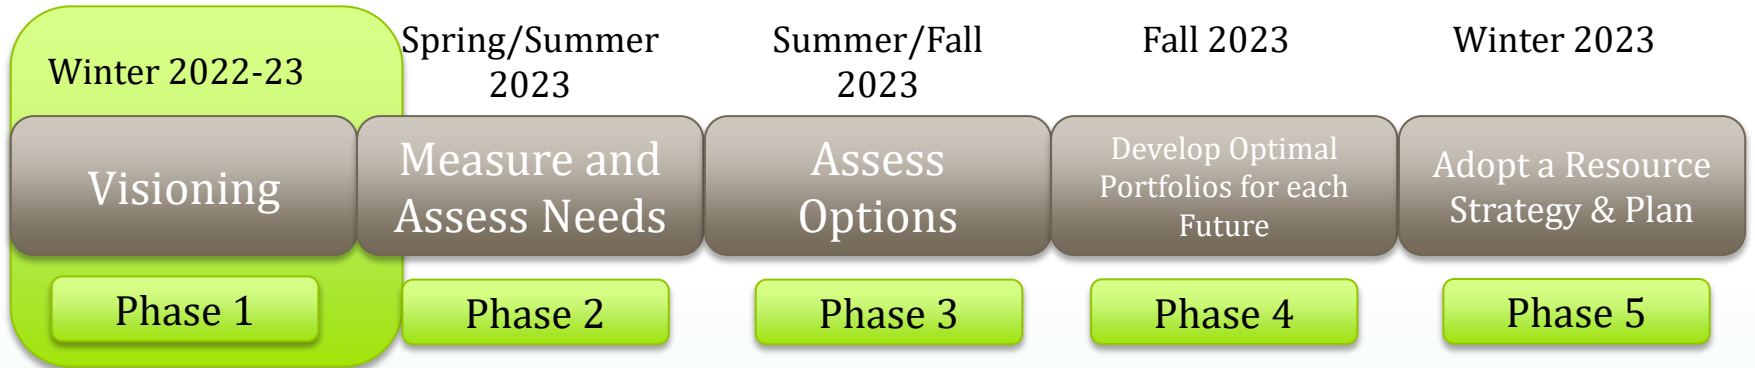 Winter 2022-23
Spring/Summer
2023
Summer/Fall
2023
Fall 2023
Winter 2023
Visioning
Measure and
Assess Needs
Assess
Options
Develop Optimal
Portfolios for each
Future
Adopt a Resource
Strategy & Plan
Phase 1
Phase 2
Phase 3
Phase 4
Phase 5